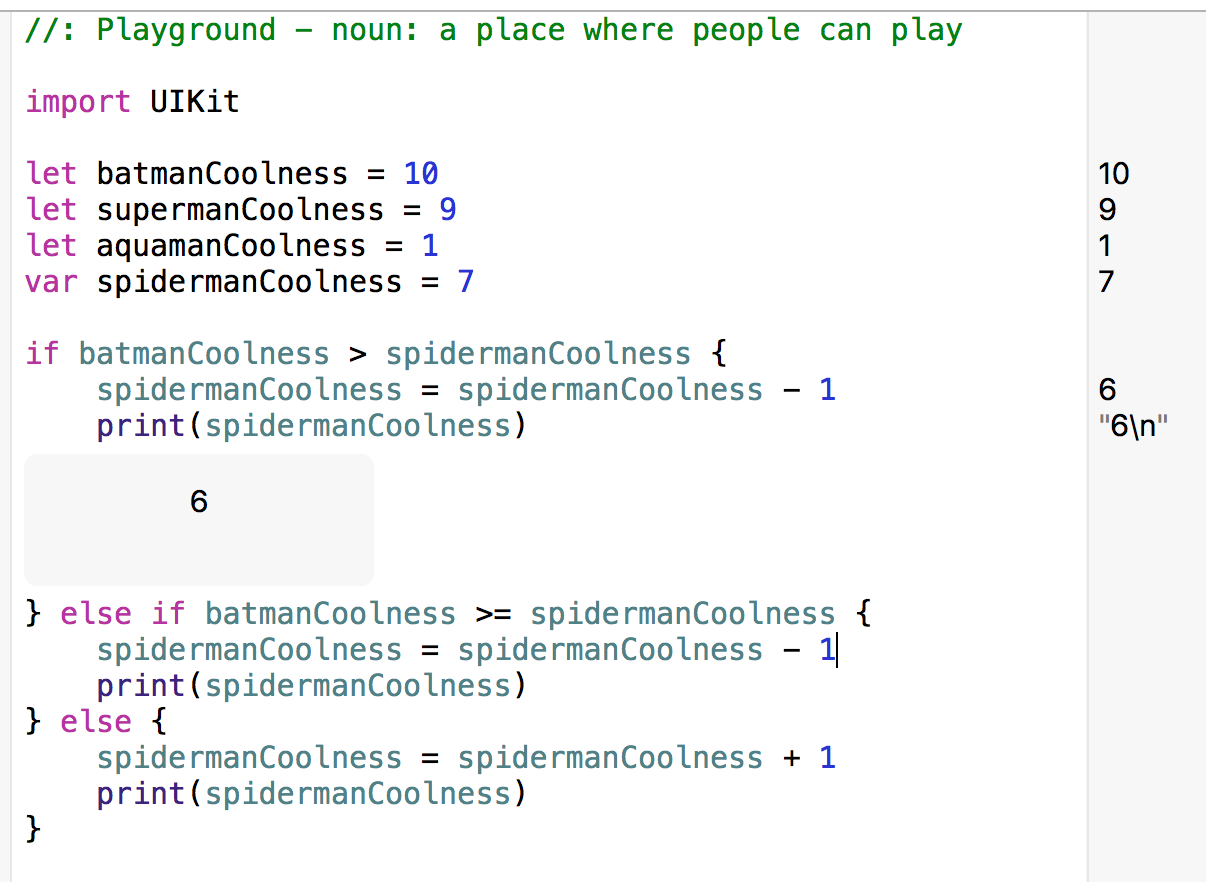 //: Playground – noun: a place where people can play
import UIKit
let batmanCoolness = 10 10
let supermanCoolness = 9 9
let aquamanCoolness = 1 1
var spidermanCoolness = 7 7
if batmanCoolness > spidermanCoolness {
    spidermanCoolness = spidermanCoolness - 1 6
    print(spidermanCoolness) "6\n"
6
} else if batmanCoolness >= spidermanCoolness {
    spidermanCoolness = spidermanCoolness - 1
    print(spidermanCoolness)
} else {
    spidermanCoolness = spidermanCoolness + 1
    print(spidermanCoolness)
}